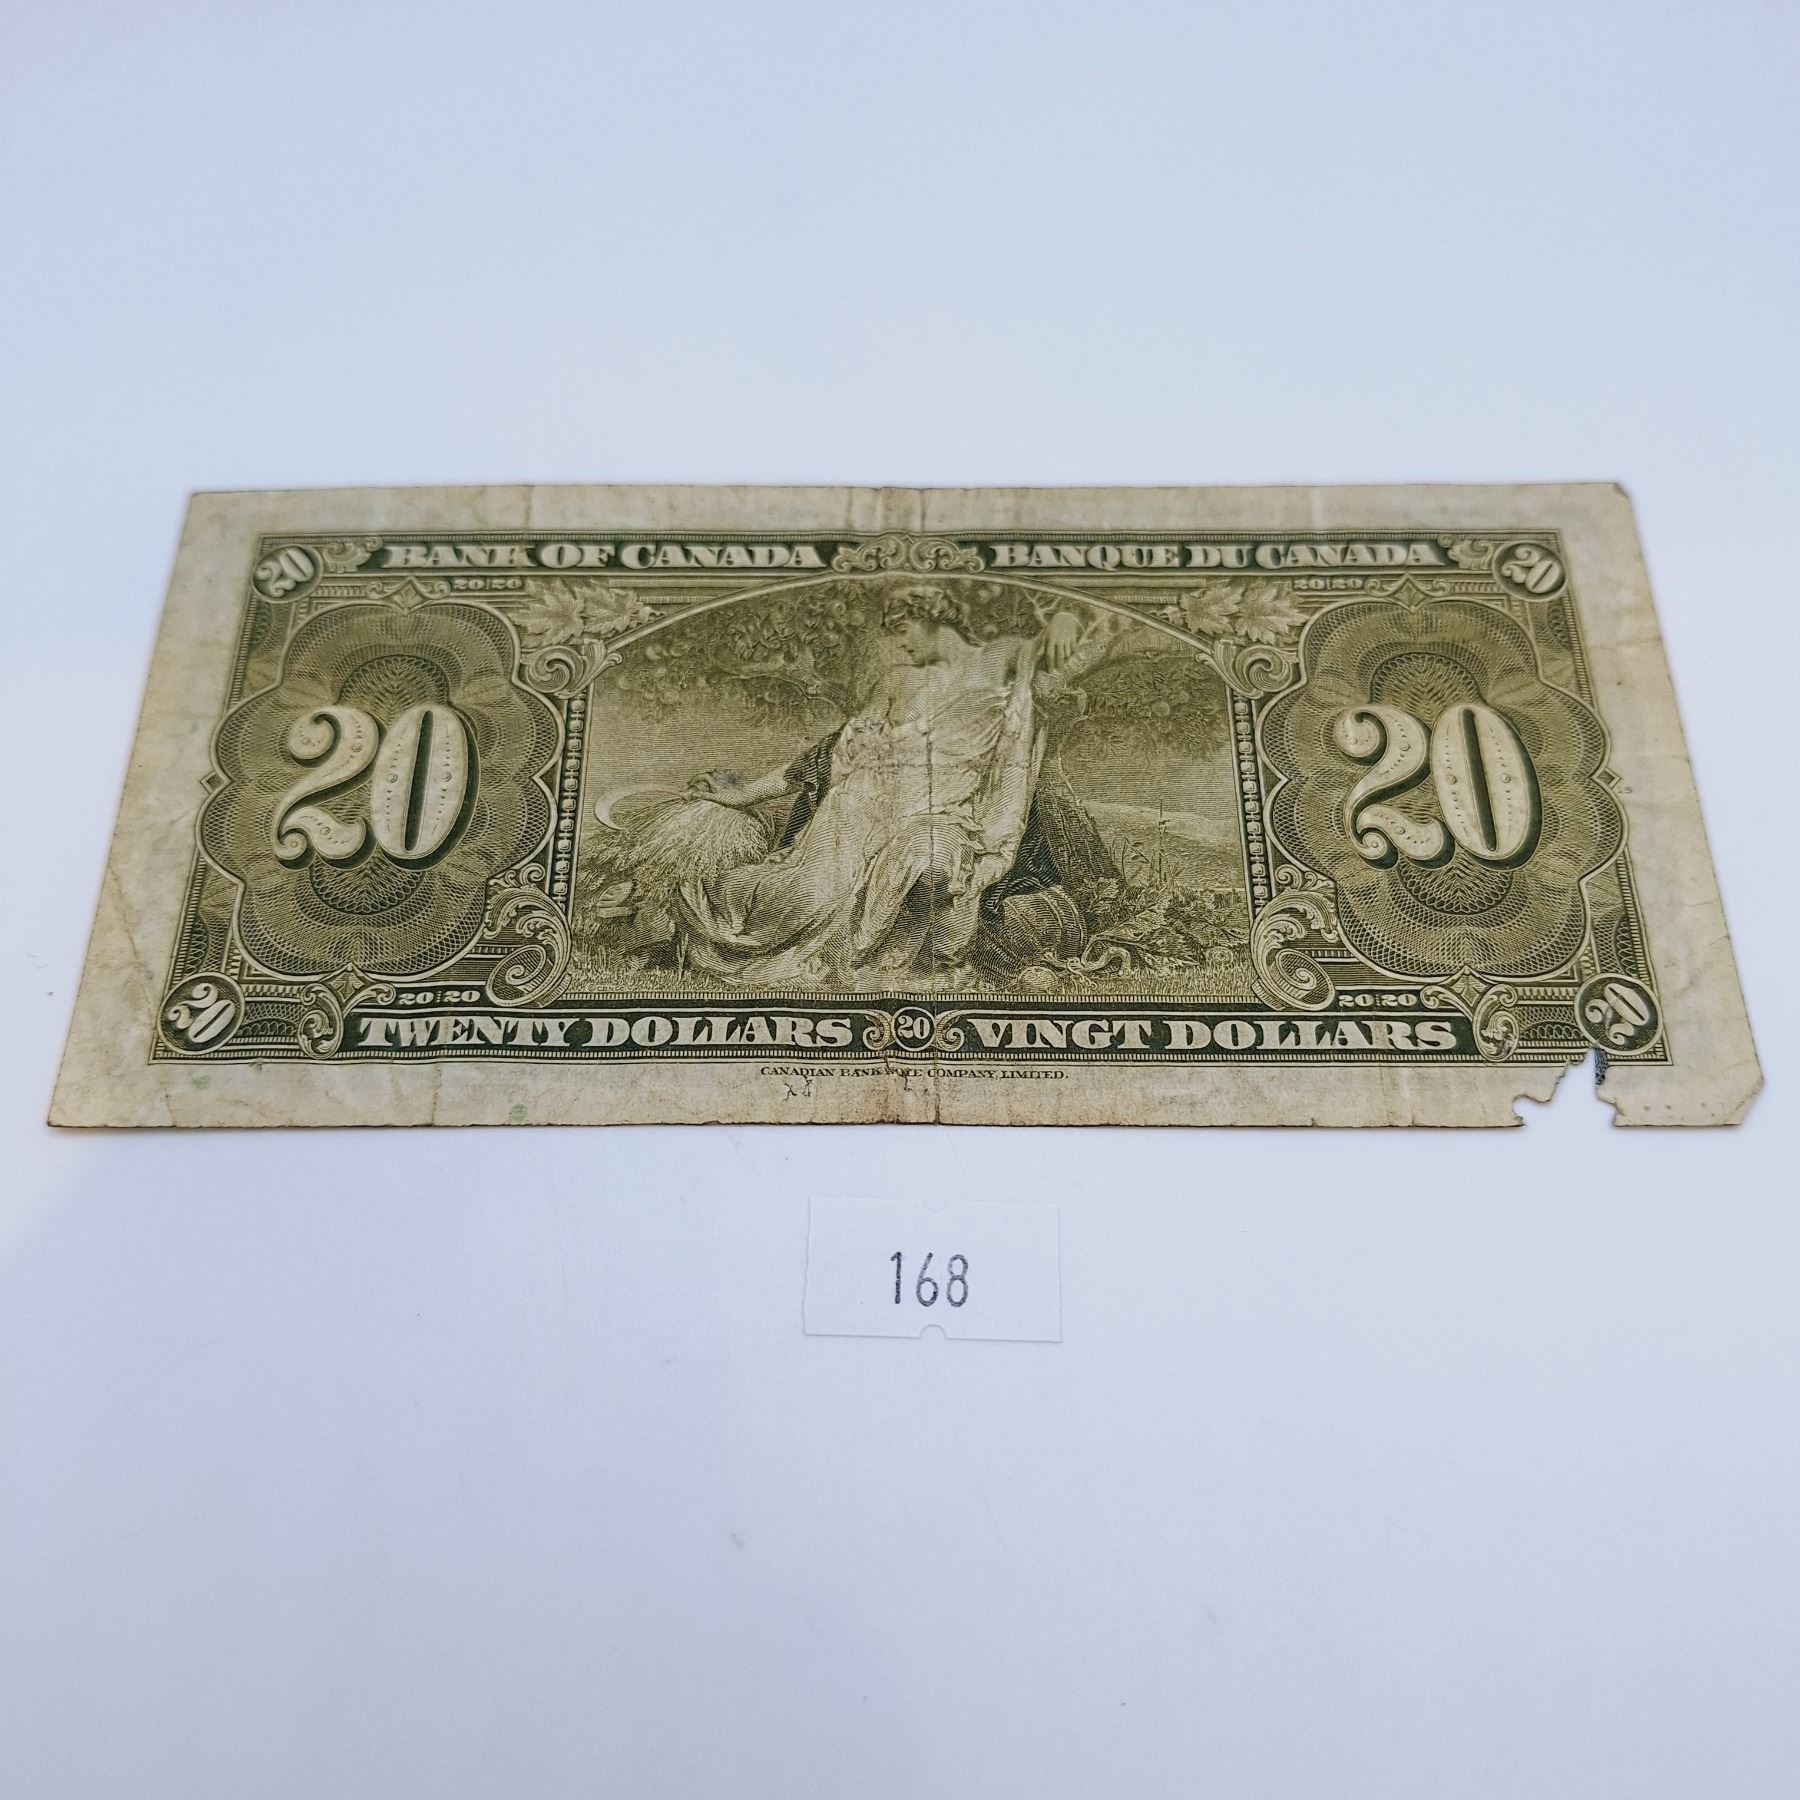 20 BANK OF CANADA BANQUE DU CANADA 20
20 20 20 20
20 20
20 20 20 20
20 TWENTY DOLLARS 20 VINGT DOLLARS 20
CANADIAN BANK NOTE COMPANY, LIMITED.
168